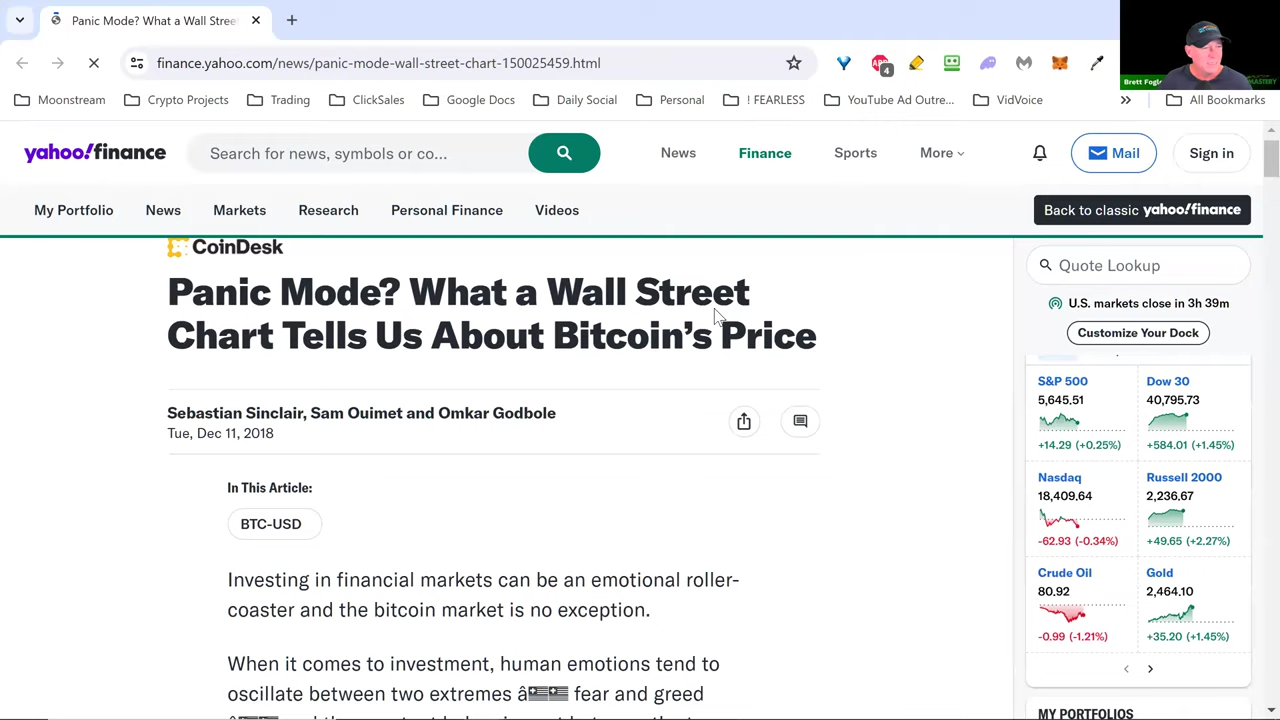 Panic Mode? What a Wall Stree
finance.yahoo.com/news/panic-mode-wall-street-chart-150025459.html
4
Brett Fogle
MASTERY
Moonstream
Crypto Projects
Trading
ClickSales
Google Docs
Daily Social
Personal
! FEARLESS
YouTube Ad Outre...
VidVoice
All Bookmarks
yahoo!finance
Search for news, symbols or co...
News
Finance
Sports
More
Mail
Sign in
My Portfolio
News
Markets
Research
Personal Finance
Videos
Back to classic yahoo!finance
CoinDesk
Panic Mode? What a Wall Street
Chart Tells Us About Bitcoin’s Price
Sebastian Sinclair, Sam Ouimet and Omkar Godbole
Tue, Dec 11, 2018
In This Article:
BTC-USD
Investing in financial markets can be an emotional roller-
coaster and the bitcoin market is no exception.
When it comes to investment, human emotions tend to
oscillate between two extremes â fear and greed
Quote Lookup
U.S. markets close in 3h 39m
Customize Your Dock
S&P 500
5,645.51
+14.29 (+0.25%)
Dow 30
40,795.73
+584.01 (+1.45%)
Nasdaq
18,409.64
-62.93 (-0.34%)
Russell 2000
2,236.67
+49.65 (+2.27%)
Crude Oil
80.92
-0.99 (-1.21%)
Gold
2,464.10
+35.20 (+1.45%)
MY PORTFOLIOS